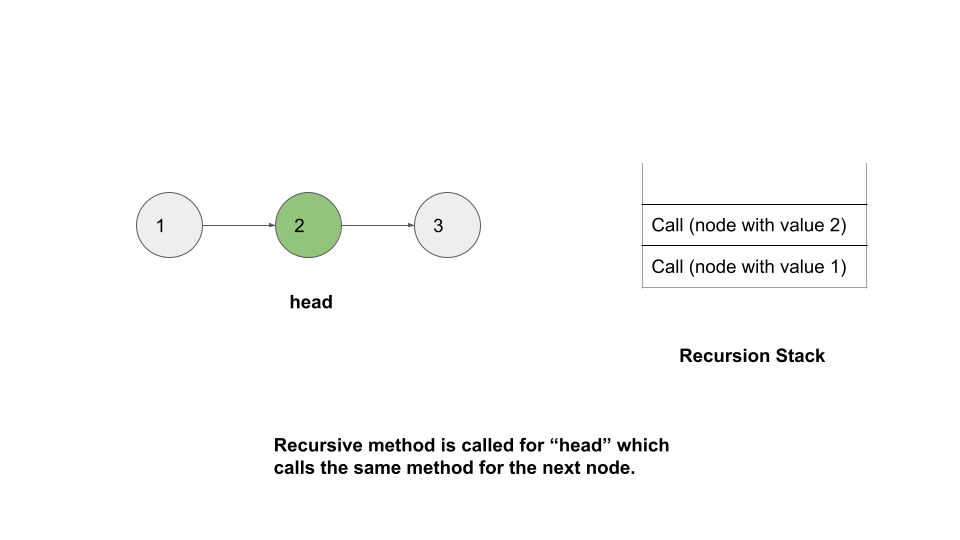 1
2
3
head
Call (node with value 2)
Call (node with value 1)
Recursion Stack
Recursive method is called for “head” which
calls the same method for the next node.